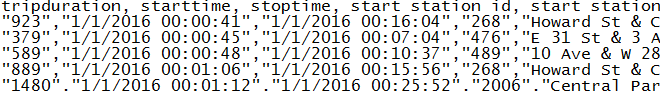 tripduration, starttime, stoptime, start station id, start station
"923","1/1/2016 00:00:41","1/1/2016 00:16:04","268","Howard St & C
"379","1/1/2016 00:00:45","1/1/2016 00:07:04","476","E 31 St & 3 A
"589","1/1/2016 00:00:48","1/1/2016 00:10:37","489","10 Ave & W 28
"889","1/1/2016 00:01:06","1/1/2016 00:15:56","268","Howard St & C
"1480","1/1/2016 00:01:12","1/1/2016 00:25:52","2006","Central Par